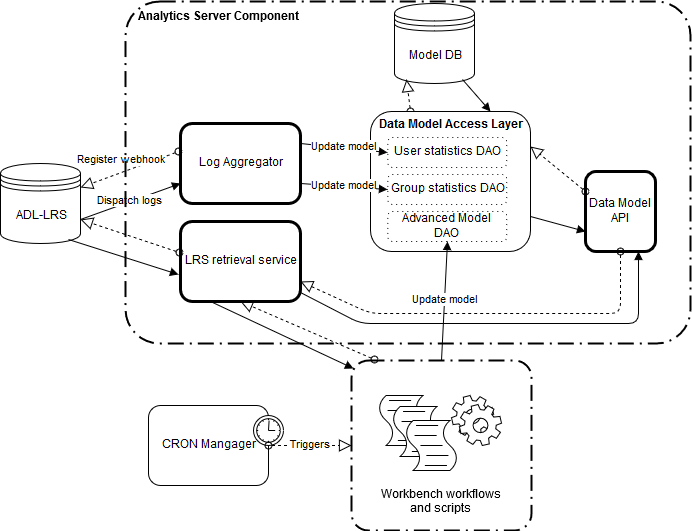 Analytics Server Component
Model DB
Data Model Access Layer
Log Aggregator
Update model
User statistics DAO
Register webhook
Update model
Group statistics DAO
ADL-LRS
Dispatch logs
Data Model
API
Advanced Model
DAO
LRS retrieval service
Update model
CRON Mangager
Triggers
Workbench workflows
and scripts